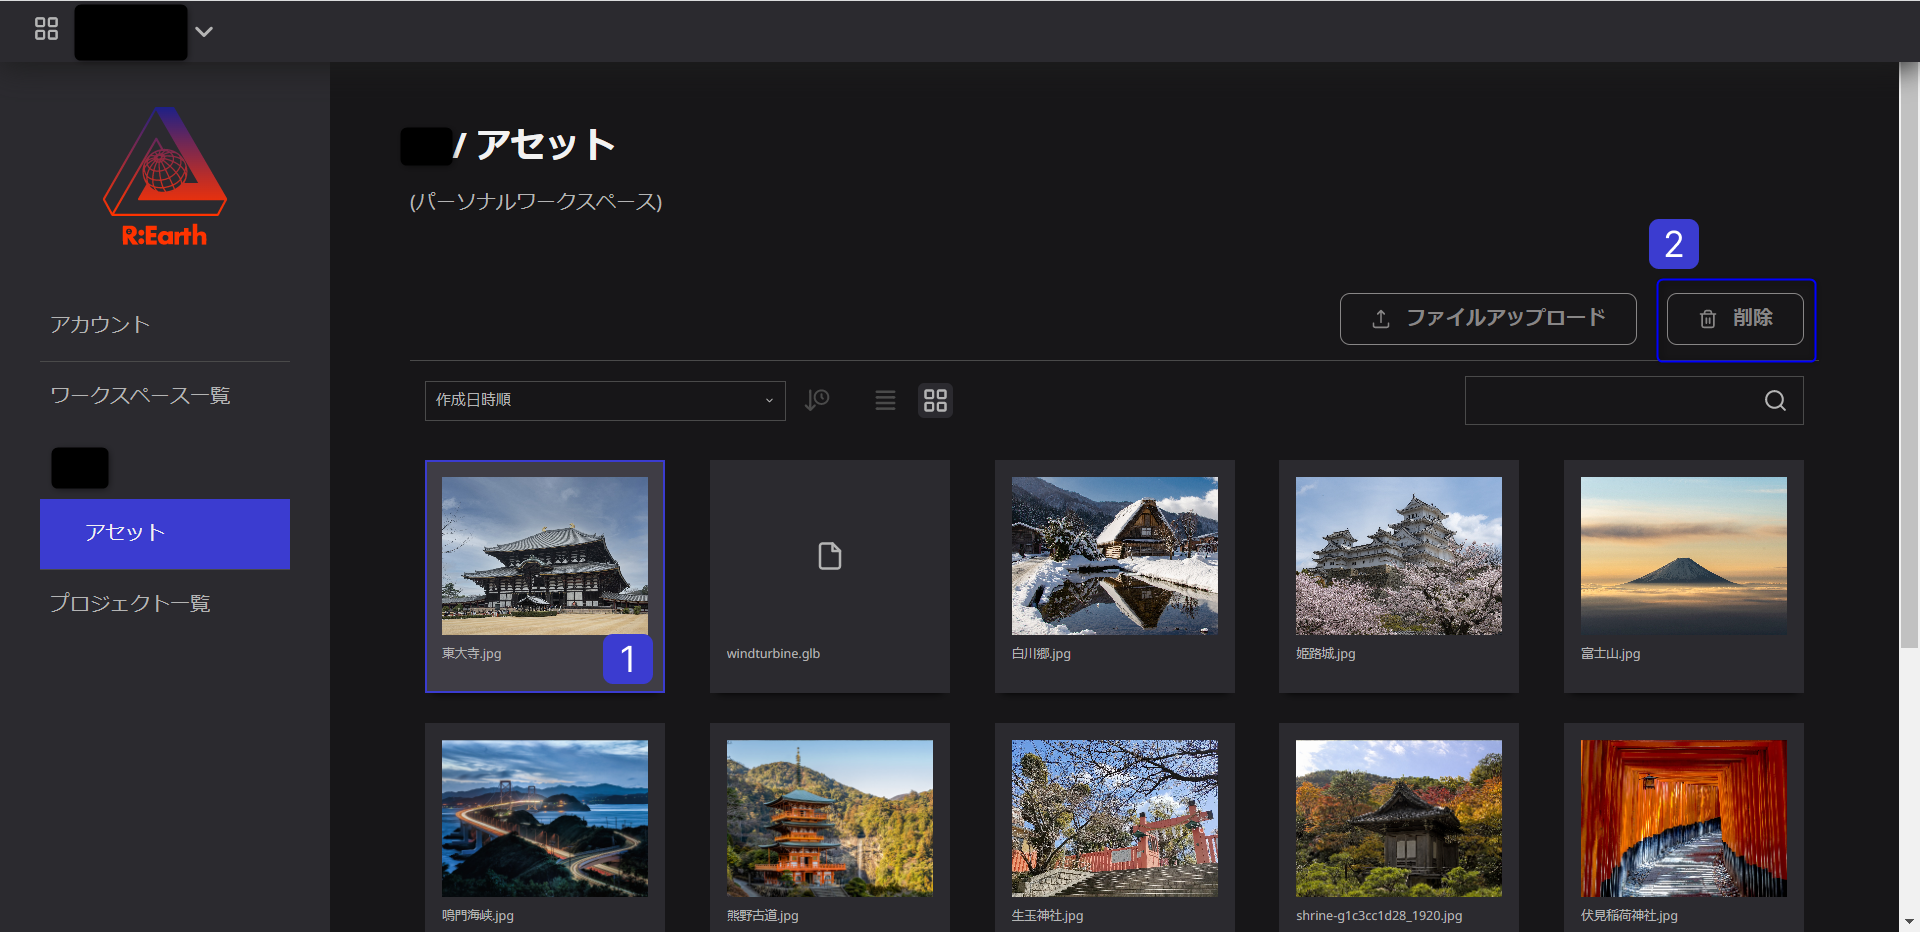 R:Earth
アカウント
ワークスペース一覧
アセット
プロジェクト一覧
/ アセット
(パーソナルワークスペース)
2
ファイルアップロード
削除
作成日時順
東大寺.jpg
1
windturbine.glb
白川郷.jpg
姫路城.jpg
富士山.jpg
鳴門海峡.jpg
熊野古道.jpg
生玉神社.jpg
shrine-g1c3cc1d28_1920.jpg
伏見稲荷神社.jpg